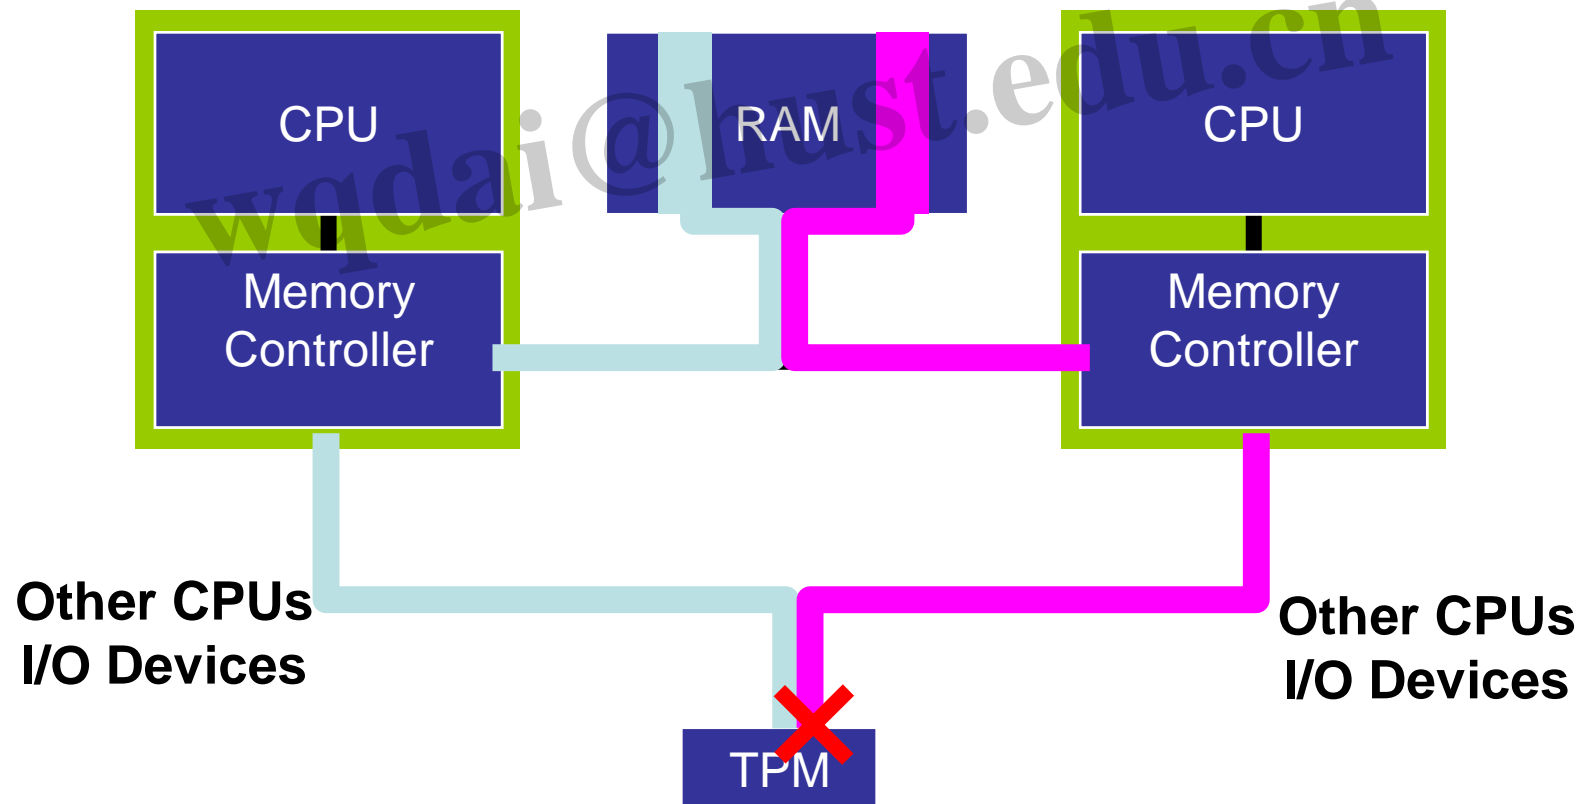 CPU
RAM
CPU
wqdai@hust.edu.cn
Memory
Controller
Memory
Controller
Other CPUs
I/O Devices
Other CPUs
I/O Devices
TPM